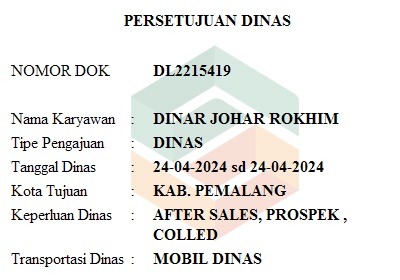 PERSETUJUAN DINAS
NOMOR DOK DL2215419
Nama Karyawan : DINAR JOHAR ROKHIM
Tipe Pengajuan : DINAS
Tanggal Dinas : 24-04-2024 sd 24-04-2024
Kota Tujuan : KAB. PEMALANG
Keperluan Dinas : AFTER SALES, PROSPEK ,
COLLED
Transportasi Dinas : MOBIL DINAS